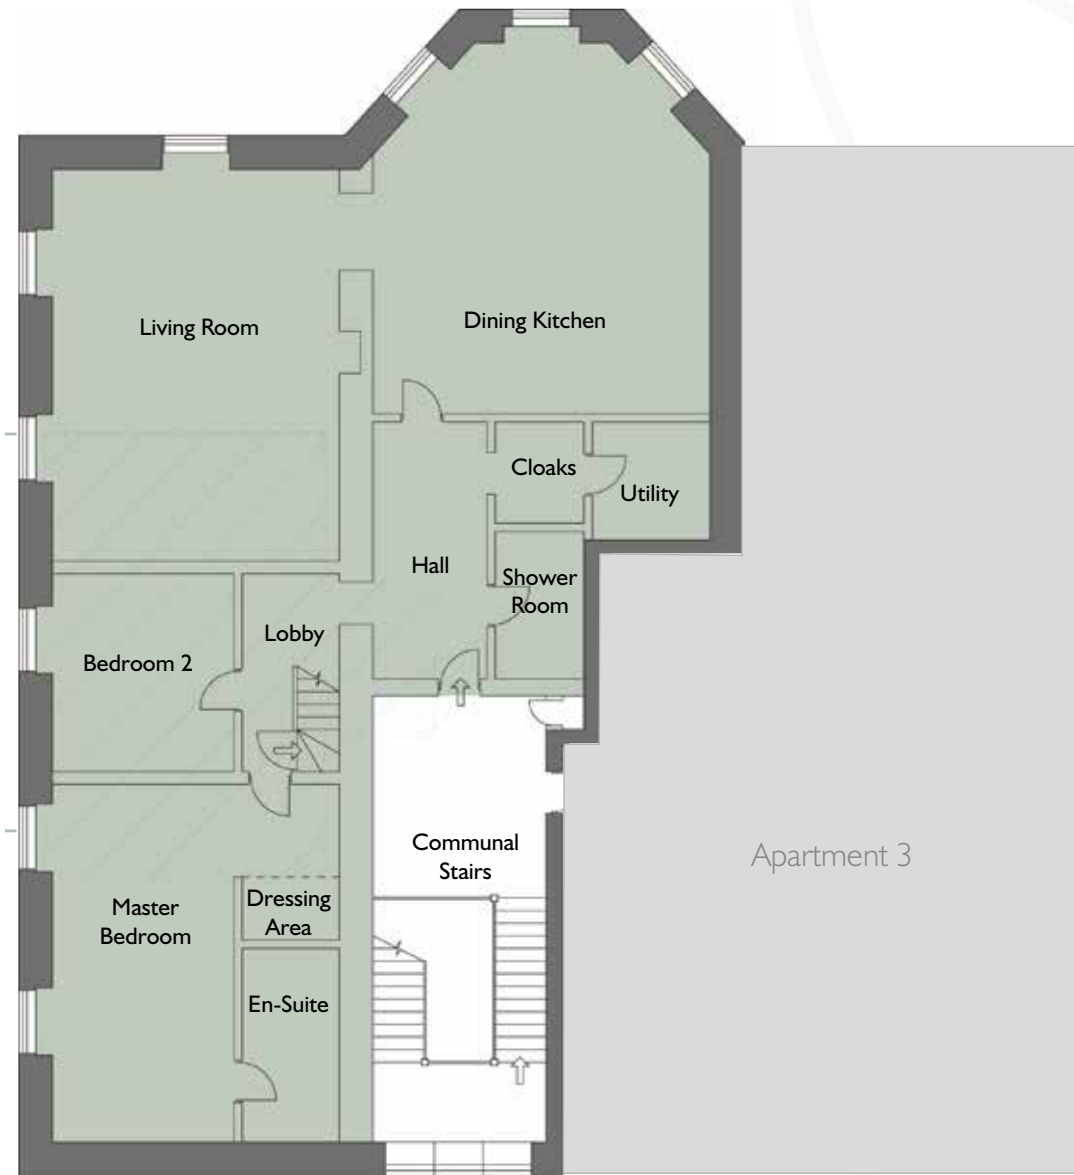 Living Room
Dining Kitchen
Cloaks
Utility
Hall
Shower
Room
Lobby
Bedroom 2
Communal
Stairs
Apartment 3
Master
Bedroom
Dressing
Area
En-Suite